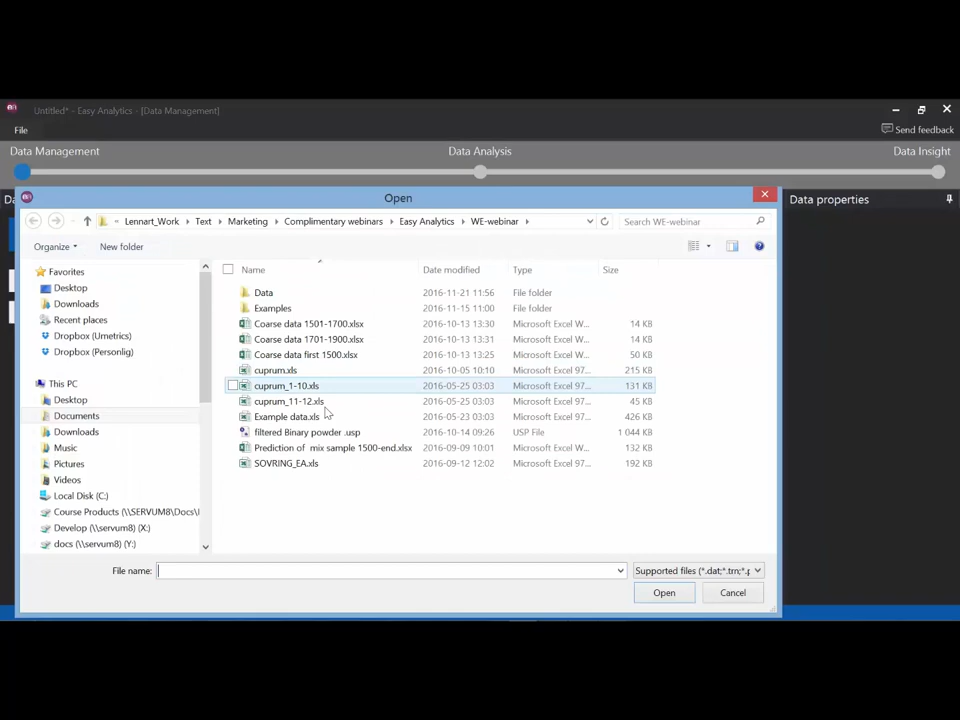 Untitled* - Easy Analytics - [Data Management]
File
Send feedback
Data Management Data Analysis Data Insight
Open
Data properties
« Lennart_Work Text Marketing Complimentary webinars Easy Analytics WE-webinar Search WE-webinar
Organize New folder
Name Date modified Type Size
Favorites
Desktop
Downloads
Recent places
Dropbox (Umetrics)
Dropbox (Personlig)
This PC
Desktop
Documents
Downloads
Music
Pictures
Videos
Local Disk (C:)
Course Products (\\SERVUM8\Docs\
Develop (\\servum8) (X:)
docs (\\servum8) (Y:)
Data 2016-11-21 11:56 File folder
Examples 2016-11-15 11:00 File folder
Coarse data 1501-1700.xlsx 2016-10-13 13:30 Microsoft Excel W... 14 KB
Coarse data 1701-1900.xlsx 2016-10-13 13:31 Microsoft Excel W... 14 KB
Coarse data first 1500.xlsx 2016-10-13 13:25 Microsoft Excel W... 50 KB
cuprum.xls 2016-10-05 10:10 Microsoft Excel 97... 215 KB
cuprum_1-10.xls 2016-05-25 03:03 Microsoft Excel 97... 131 KB
cuprum_11-12.xls 2016-05-25 03:03 Microsoft Excel 97... 45 KB
Example data.xls 2016-05-23 03:03 Microsoft Excel 97... 426 KB
filtered Binary powder .usp 2016-10-14 09:26 USP File 1 044 KB
Prediction of mix sample 1500-end.xlsx 2016-09-09 10:01 Microsoft Excel W... 132 KB
SOVRING_EA.xls 2016-09-12 12:02 Microsoft Excel 97... 192 KB
File name: Supported files (*.dat;*.trn;*.p
Open Cancel